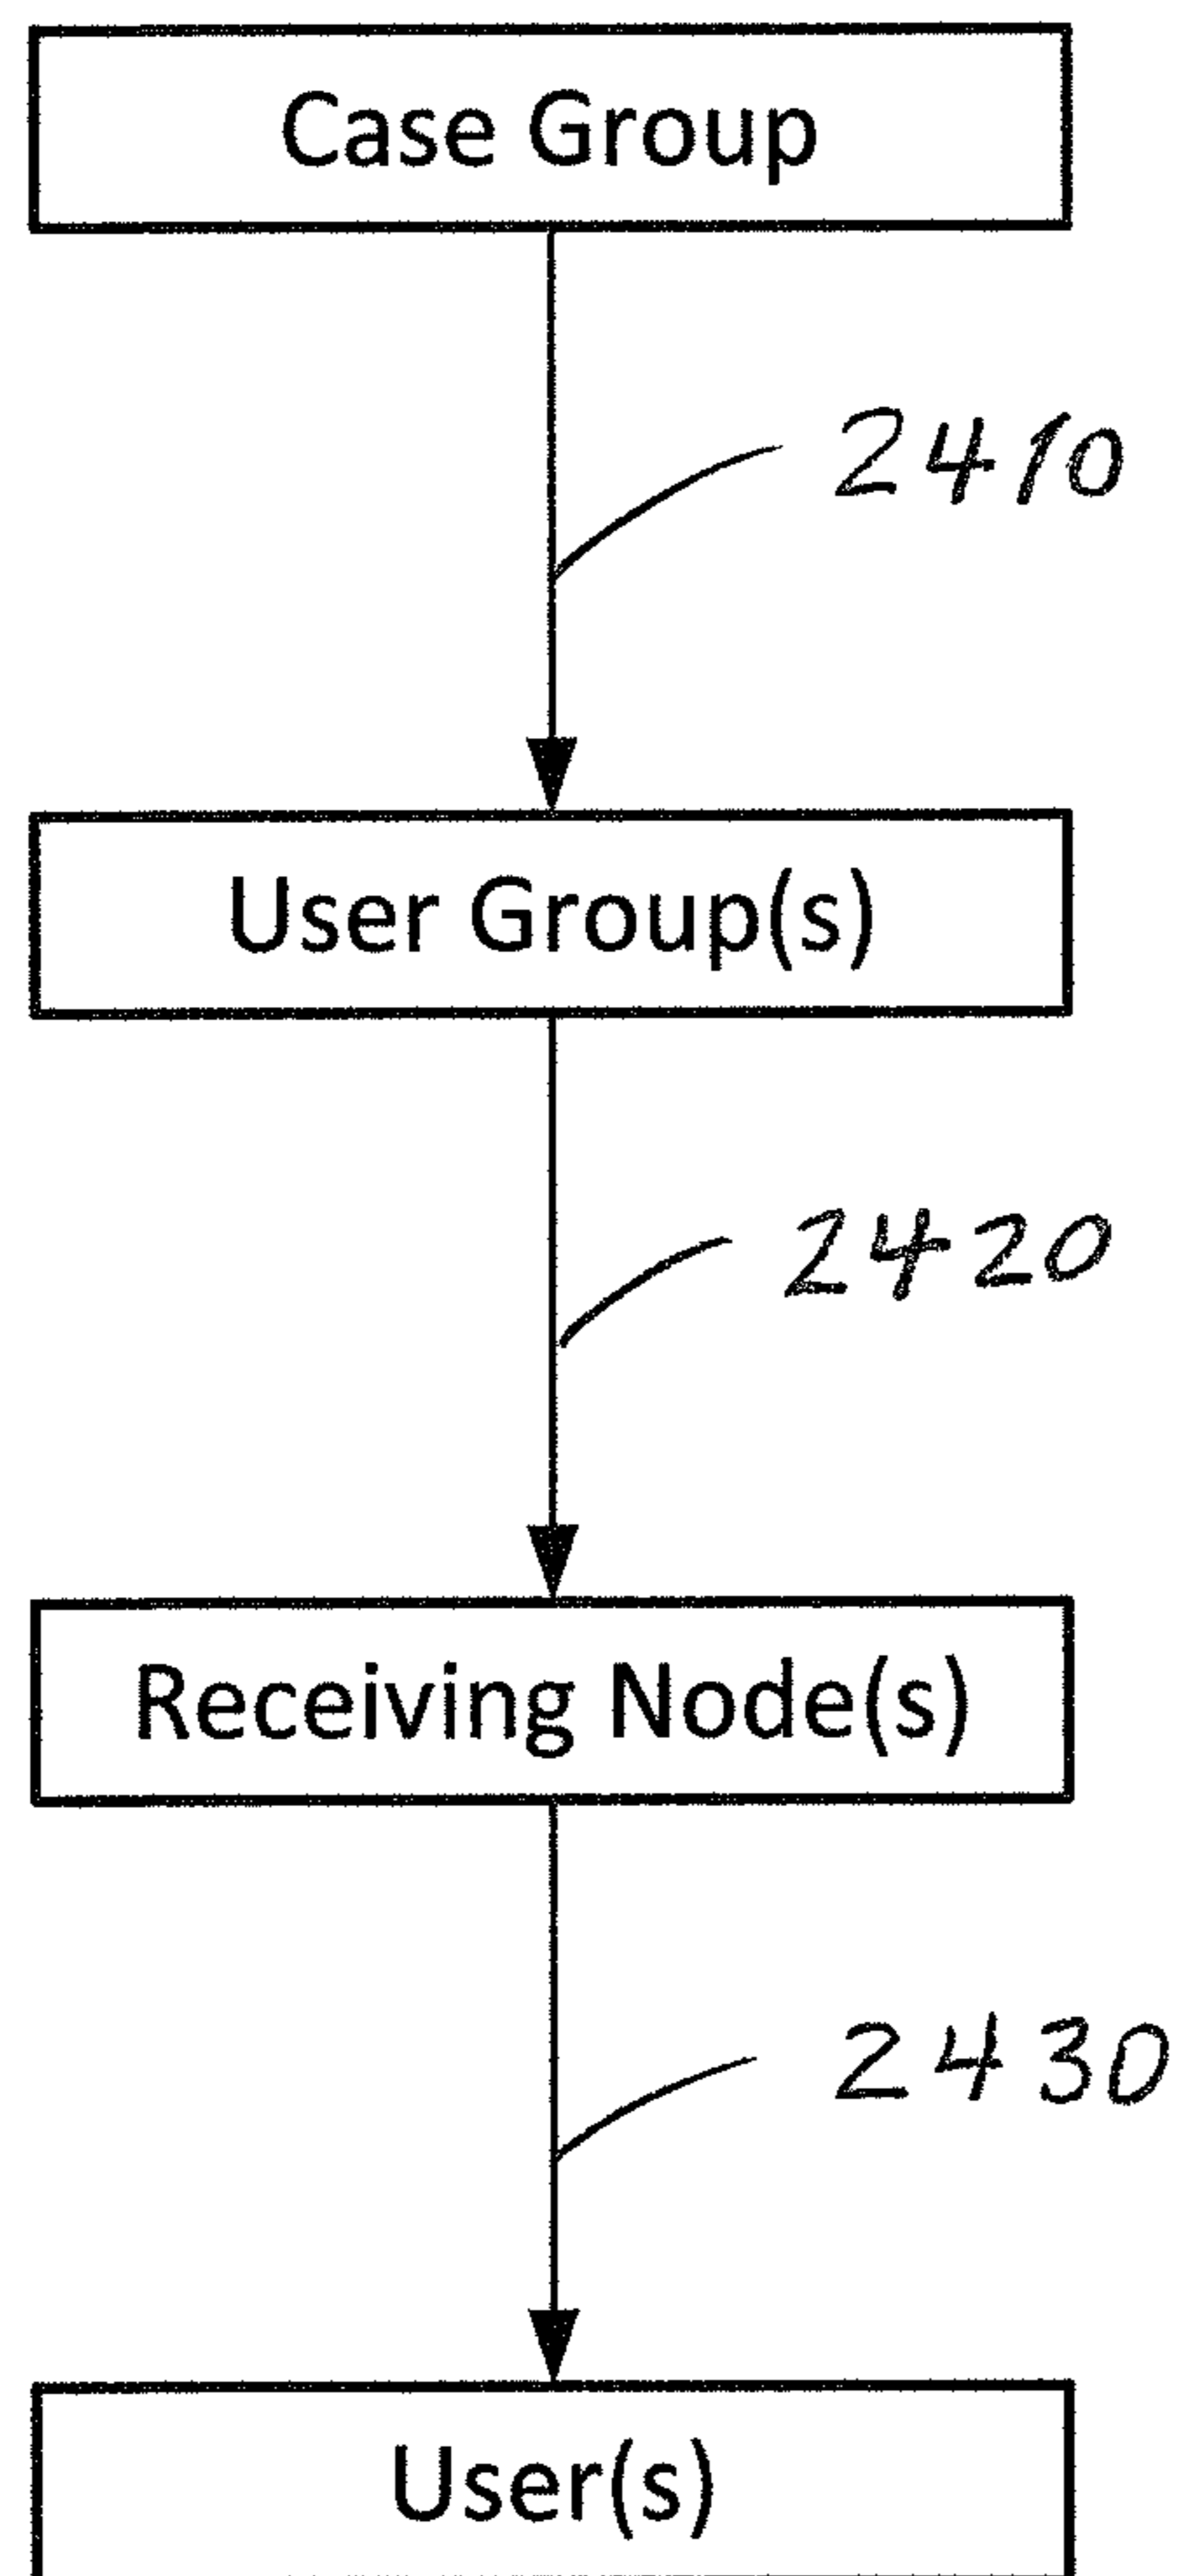 Case Group
2410
User Group(s)
2420
Receiving Node(s)
2430
User(s)